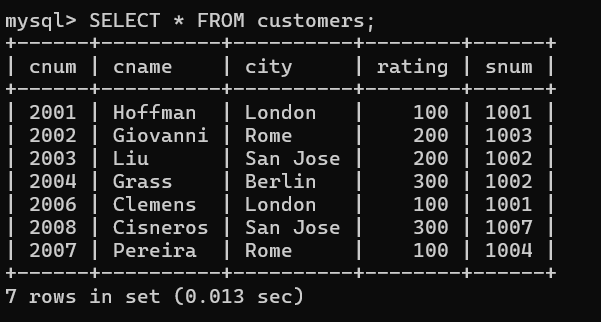 mysql> SELECT * FROM customers;
+------+----------+----------+--------+------+
| cnum | cname    | city     | rating | snum |
+------+----------+----------+--------+------+
| 2001 | Hoffman  | London   |    100 | 1001 |
| 2002 | Giovanni | Rome     |    200 | 1003 |
| 2003 | Liu      | San Jose |    200 | 1002 |
| 2004 | Grass    | Berlin   |    300 | 1002 |
| 2006 | Clemens  | London   |    100 | 1001 |
| 2008 | Cisneros | San Jose |    300 | 1007 |
| 2007 | Pereira  | Rome     |    100 | 1004 |
+------+----------+----------+--------+------+
7 rows in set (0.013 sec)